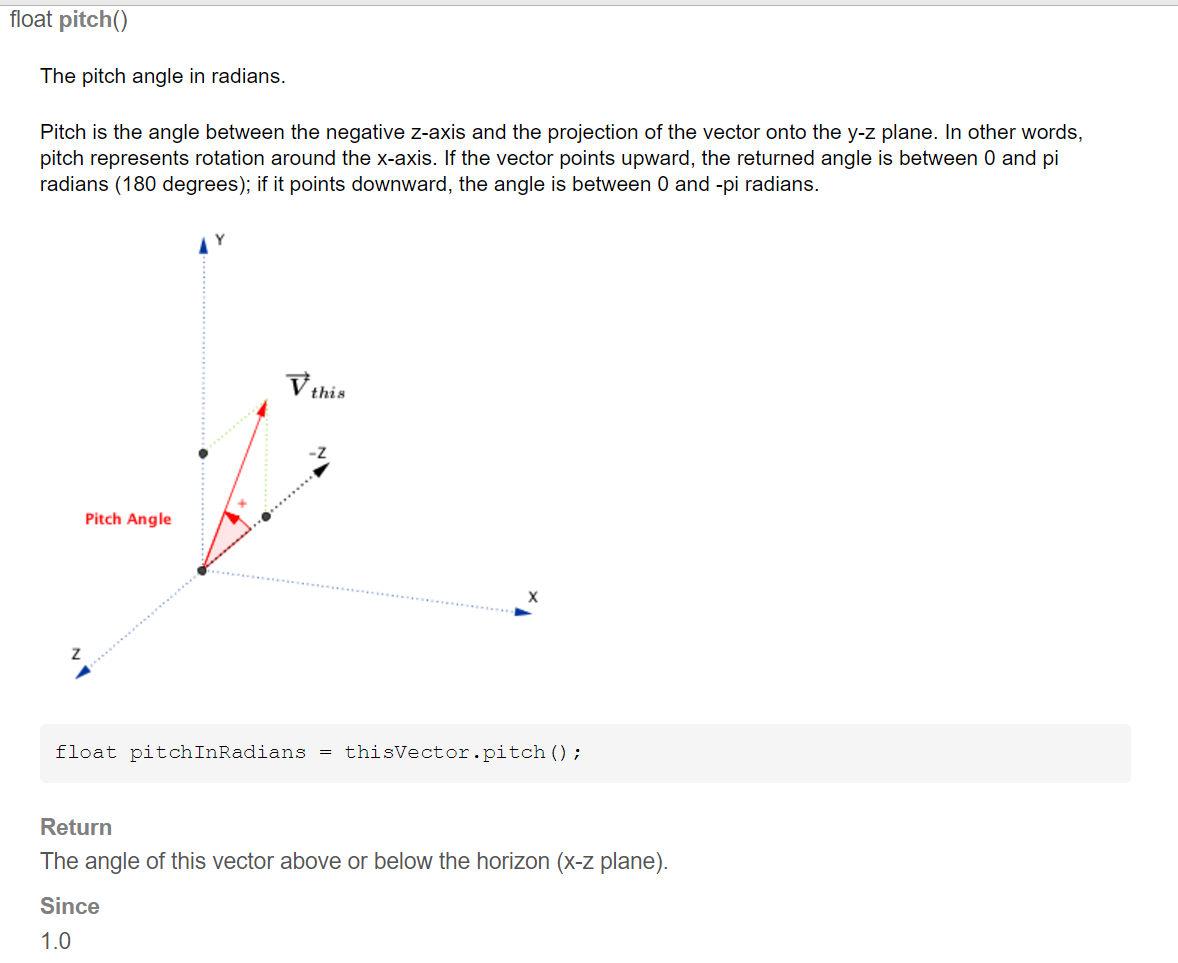 float pitch()
The pitch angle in radians.
Pitch is the angle between the negative z-axis and the projection of the vector onto the y-z plane. In other words,
pitch represents rotation around the x-axis. If the vector points upward, the returned angle is between 0 and pi
radians (180 degrees); if it points downward, the angle is between 0 and -pi radians.
Y
V this
-Z
+
Pitch Angle
X
Z
float pitchInRadians = thisVector.pitch();
Return
The angle of this vector above or below the horizon (x-z plane).
Since
1.0